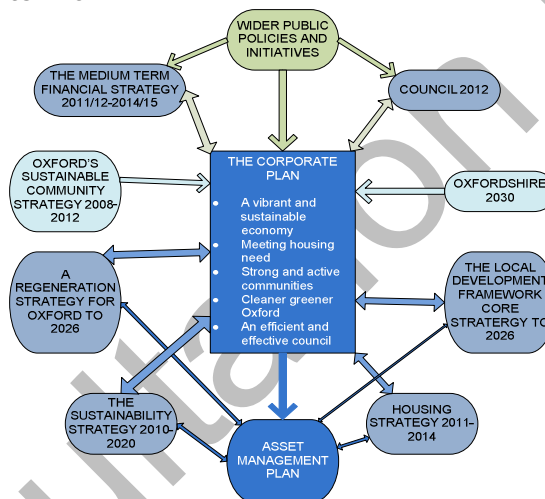 WIDER PUBLIC
POLICIES AND
INITIATIVES
THE MEDIUM TERM
FINANCIAL STRATEGY
2011/12-2014/15
COUNCIL 2012
OXFORD'S
SUSTAINABLE
COMMUNITY
STRATEGY 2008-
2012
THE CORPORATE
PLAN
• A vibrant and
sustainable
economy
• Meeting housing
need
• Strong and active
communities
• Cleaner greener
Oxford
• An efficient and
effective council
OXFORDSHIRE
2030
A
REGENERATION
STRATEGY FOR
OXFORD TO
2026
THE LOCAL
DEVELOPMENT
FRAMEWORK
CORE
STRATERGY TO
2026
THE
SUSTAINABILITY
STRATEGY 2010-
2020
HOUSING
STRATEGY 2011-
2014
ASSET
MANAGEMENT
PLAN